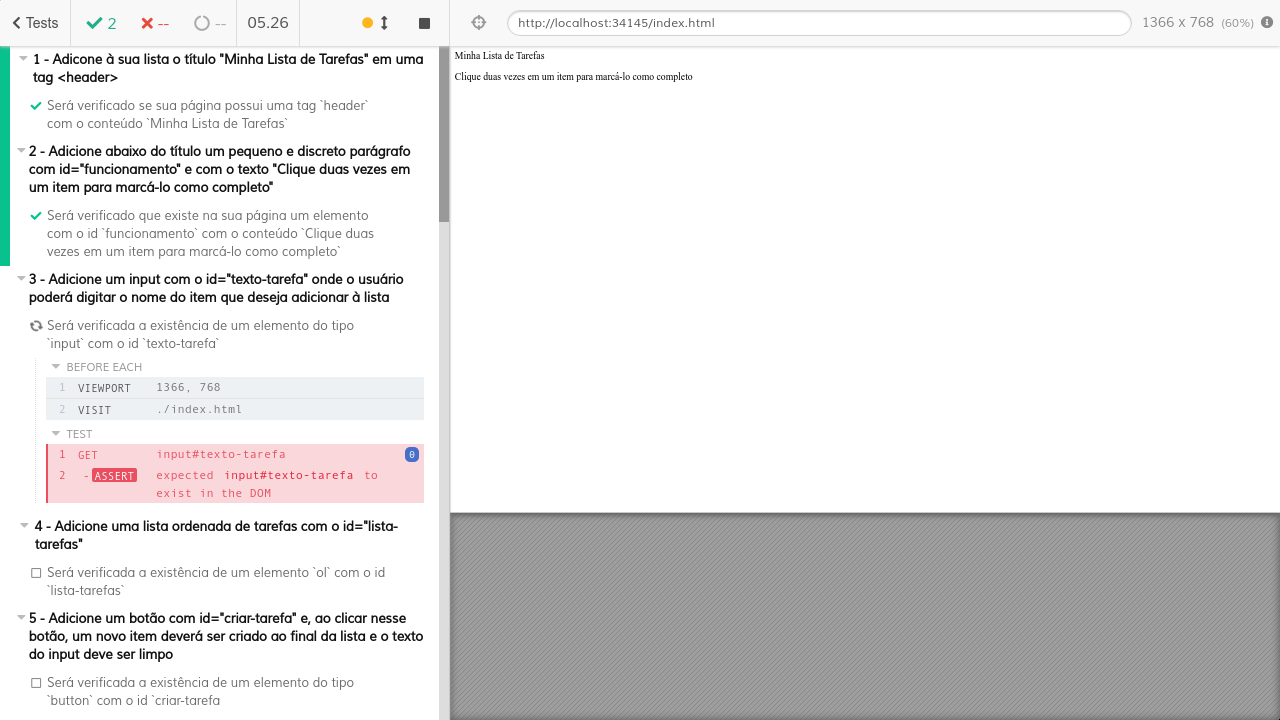 Tests
2
--
--
05.26
http://localhost:34145/index.html
1366 x 768 (60%)
1 - Adicone à sua lista o título "Minha Lista de Tarefas" em uma
tag <header>
Será verificado se sua página possui uma tag `header`
com o conteúdo `Minha Lista de Tarefas`
2 - Adicione abaixo do título um pequeno e discreto parágrafo
com id="funcionamento" e com o texto "Clique duas vezes em
um item para marcá-lo como completo"
Será verificado que existe na sua página um elemento
com o id `funcionamento` com o conteúdo `Clique duas
vezes em um item para marcá-lo como completo`
3 - Adicione um input com o id="texto-tarefa" onde o usuário
poderá digitar o nome do item que deseja adicionar à lista
Será verificada a existência de um elemento do tipo
`input` com o id `texto-tarefa`
BEFORE EACH
1 VIEWPORT 1366, 768
2 VISIT ./index.html
TEST
1 GET input#texto-tarefa 0
2 -ASSERT expected input#texto-tarefa to
exist in the DOM
4 - Adicione uma lista ordenada de tarefas com o id="lista-
tarefas"
Será verificada a existência de um elemento `ol` com o id
`lista-tarefas`
5 - Adicione um botão com id="criar-tarefa" e, ao clicar nesse
botão, um novo item deverá ser criado ao final da lista e o texto
do input deve ser limpo
Será verificada a existência de um elemento do tipo
`button` com o id `criar-tarefa
Minha Lista de Tarefas
Clique duas vezes em um item para marcá-lo como completo